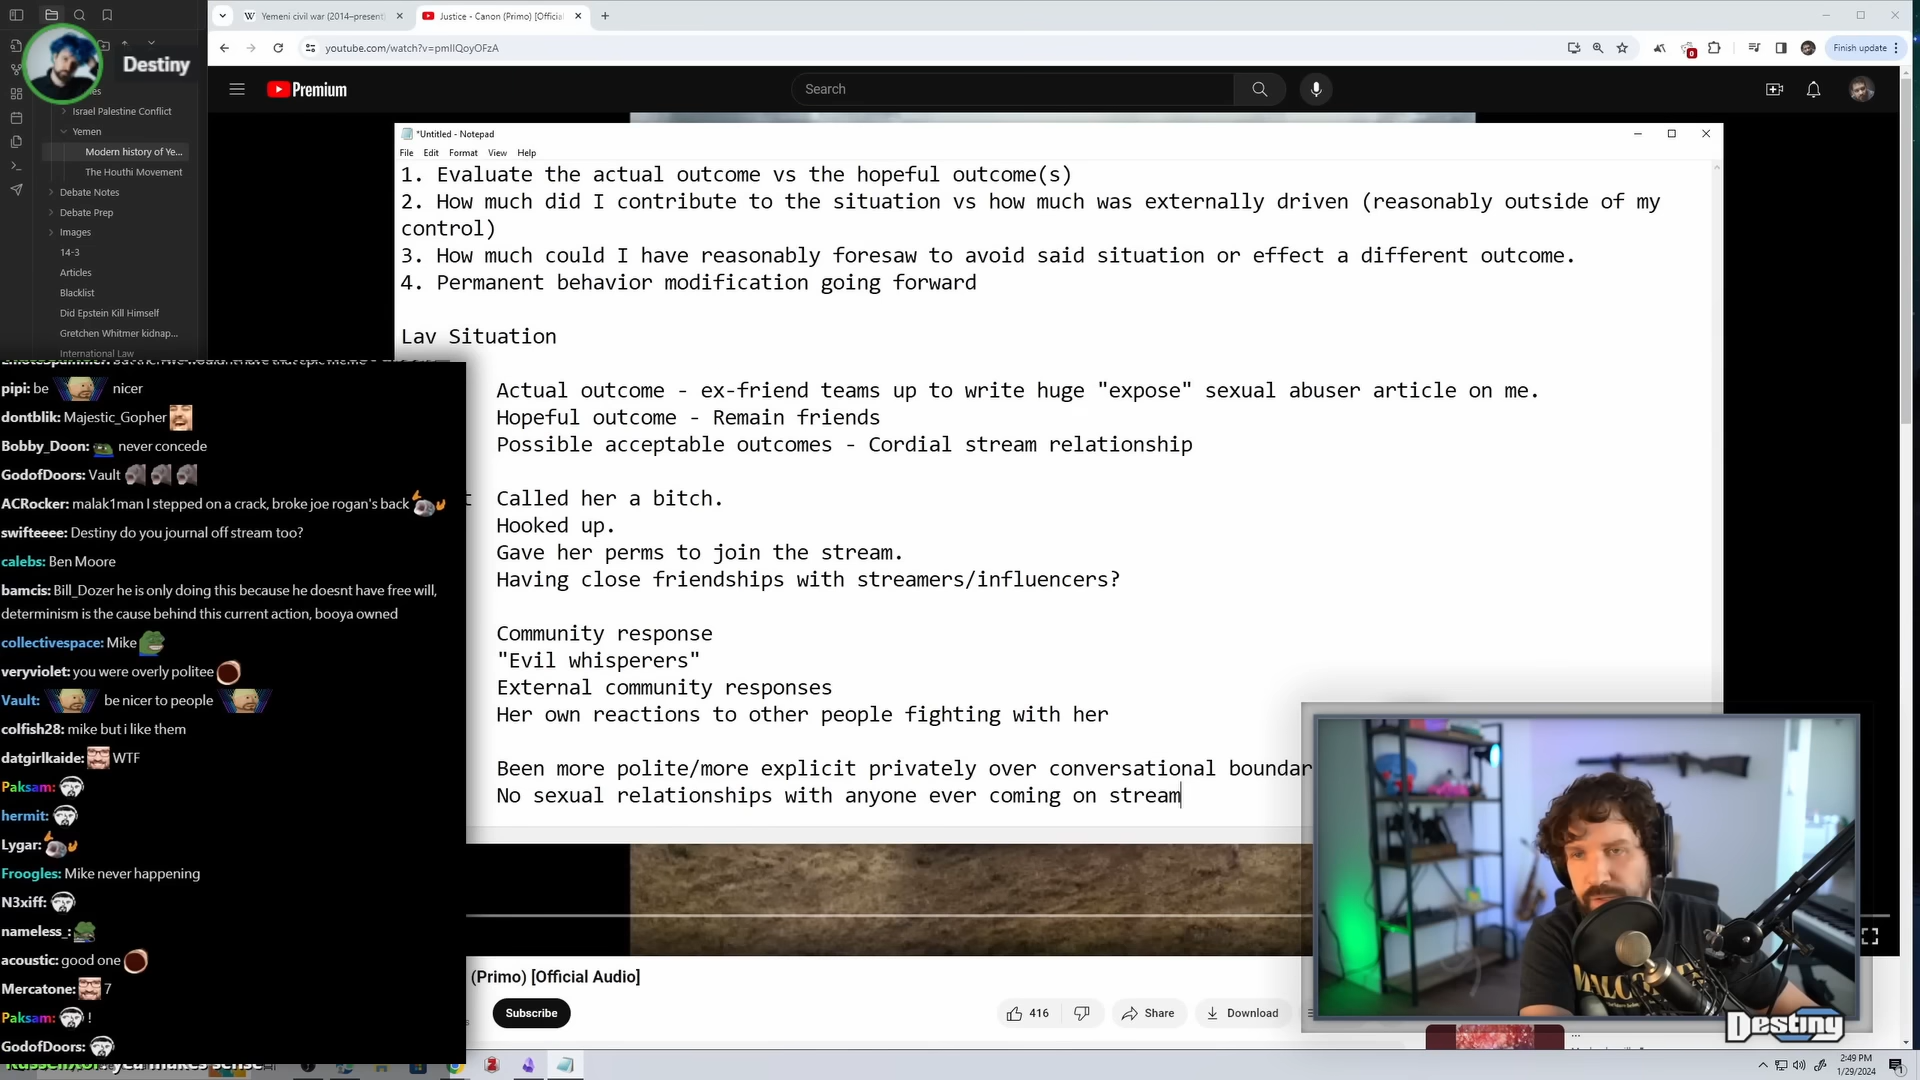 Yemeni civil war (2014–present
Justice - Canon (Primo) [Official
youtube.com/watch?v=pmIlQoyOFzA
Finish update
Destiny
Israel Palestine Conflict
Yemen
Modern history of Ye...
The Houthi Movement
Debate Notes
Debate Prep
Images
14-3
Articles
Blacklist
Did Epstein Kill Himself
Gretchen Whitmer kidnap...
International Law
Premium
Search
0
*Untitled - Notepad
File Edit Format View Help
1. Evaluate the actual outcome vs the hopeful outcome(s)
2. How much did I contribute to the situation vs how much was externally driven (reasonably outside of my
control)
3. How much could I have reasonably foresaw to avoid said situation or effect a different outcome.
4. Permanent behavior modification going forward
Lav Situation
Actual outcome - ex-friend teams up to write huge "expose" sexual abuser article on me.
Hopeful outcome - Remain friends
Possible acceptable outcomes - Cordial stream relationship
Called her a bitch.
Hooked up.
Gave her perms to join the stream.
Having close friendships with streamers/influencers?
Community response
"Evil whisperers"
External community responses
Her own reactions to other people fighting with her
Been more polite/more explicit privately over conversational boundar
No sexual relationships with anyone ever coming on stream
pipi: be nicer
dontblik: Majestic_Gopher
Bobby_Doon: never concede
GodofDoors: Vault
ACRocker: malak1man I stepped on a crack, broke joe rogan's back
swifteeee: Destiny do you journal off stream too?
calebs: Ben Moore
bamcis: Bill_Dozer he is only doing this because he doesnt have free will,
determinism is the cause behind this current action, booya owned
collectivespace: Mike
veryviolet: you were overly politee
Vault: be nicer to people
colfish28: mike but i like them
datgirlkaide: WTF
Paksam:
hermit:
Lygar:
Froogles: Mike never happening
N3xiff:
nameless_:
acoustic: good one
Mercatone: 7
Paksam: !
GodofDoors:
yea makes sense
(Primo) [Official Audio]
Subscribe
416
Share
Download
Destiny
2:49 PM
1/29/2024